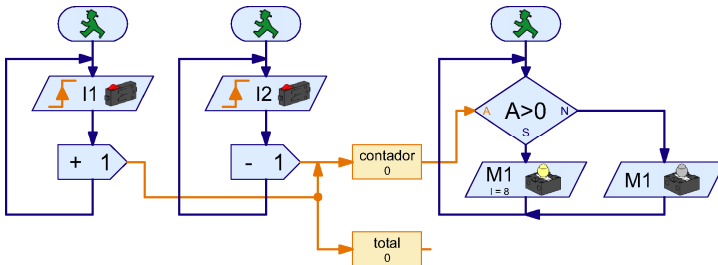 I1
I2
A>0
A
N
S
+ 1
- 1
contador
0
M1
I = 8
M1
total
0